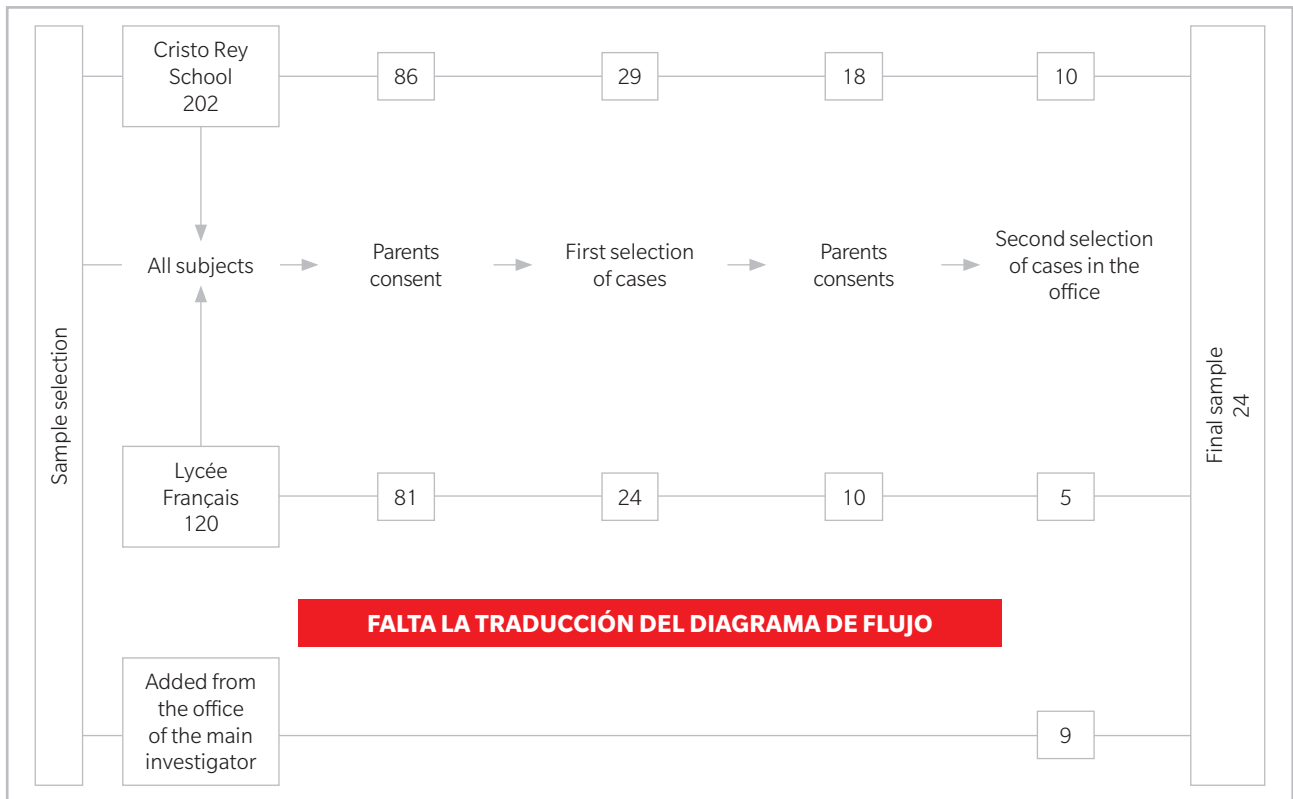 Sample selection
Cristo Rey
School
202
86
29
18
10
All subjects
Parents
consent
First selection
of cases
Parents
consents
Second selection
of cases in the
office
Lycée
Français
120
81
24
10
5
FALTA LA TRADUCCIÓN DEL DIAGRAMA DE FLUJO
Added from
the office
of the main
investigator
9
Final sample
24